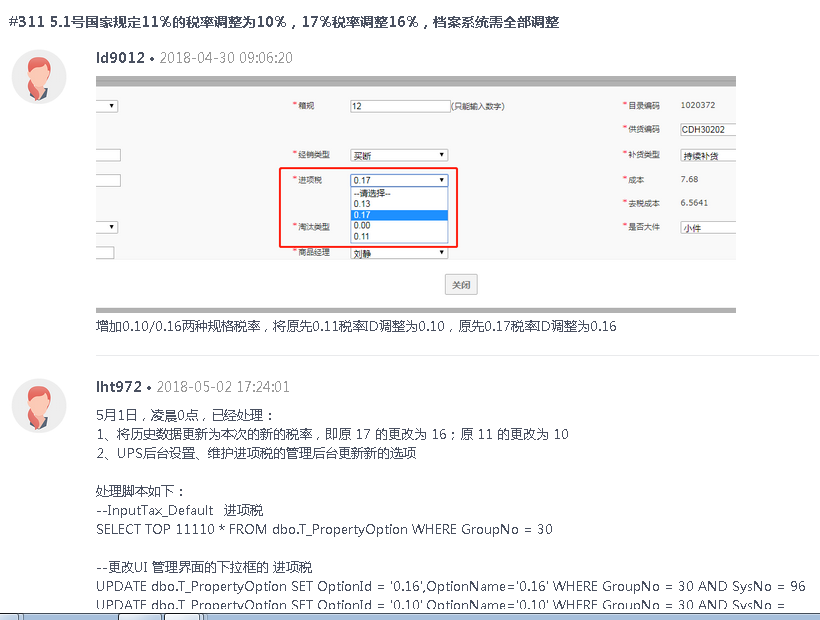 #311 5.1号国家规定11%的税率调整为10%，17%税率调整16%，档案系统需全部调整
ld9012 • 2018-04-30 09:06:20
*箱规 12 (只能输入数字) *目录编码 1020372
*供货编码 CDH30202
*经销类型 买断 *补货类型 持续补货
*进项税 0.17 *成本 7.68
--请选择--
0.13 *去税成本 6.5641
0.17
*淘汰类型 0.00 *是否大件 小件
0.11
*商品经理 刘静
关闭
增加0.10/0.16两种规格税率，将原先0.11税率ID调整为0.10，原先0.17税率ID调整为0.16
lht972 • 2018-05-02 17:24:01
5月1日，凌晨0点，已经处理：
1、将历史数据更新为本次的新的税率，即原 17 的更改为 16；原 11 的更改为 10
2、UPS后台设置、维护进项税的管理后台更新新的选项
处理脚本如下：
--InputTax_Default 进项税
SELECT TOP 11110 * FROM dbo.T_PropertyOption WHERE GroupNo = 30
--更改UI 管理界面的下拉框的 进项税
UPDATE dbo.T_PropertyOption SET OptionId = '0.16',OptionName='0.16' WHERE GroupNo = 30 AND SysNo = 96
UPDATE dbo.T_PropertyOption SET OptionId = '0.10',OptionName='0.10' WHERE GroupNo = 30 AND SysNo =